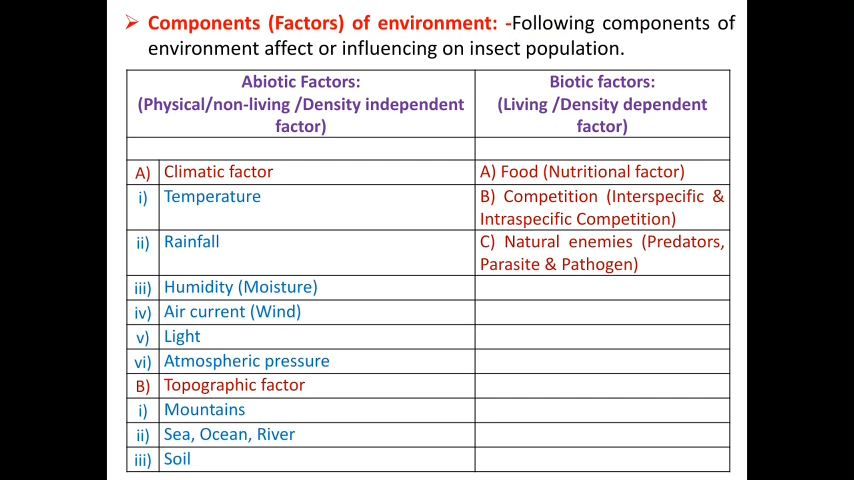 ➢ Components (Factors) of environment: -Following components of
environment affect or influencing on insect population.
Abiotic Factors:
(Physical/non-living /Density independent
factor)
Biotic factors:
(Living /Density dependent
factor)
A) Climatic factor
A) Food (Nutritional factor)
i) Temperature
B) Competition (Interspecific &
Intraspecific Competition)
ii) Rainfall
C) Natural enemies (Predators,
Parasite & Pathogen)
iii) Humidity (Moisture)
iv) Air current (Wind)
v) Light
vi) Atmospheric pressure
B) Topographic factor
i) Mountains
ii) Sea, Ocean, River
iii) Soil